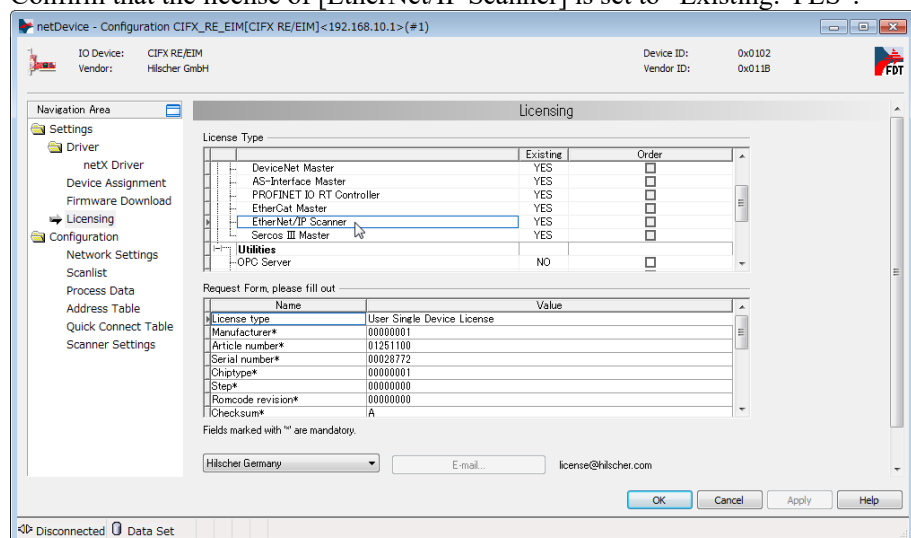 Confirm that the license of [EtherNet/IP Scanner] is set to "Existing: YES".
netDevice - Configuration CIFX_RE_EIM[CIFX RE/EIM]<192.168.10.1>(#1)
IO Device: CIFX RE/EIM Device ID: 0x0102
Vendor: Hilscher GmbH Vendor ID: 0x011B
FDT
Navigation Area
Settings
Driver
netX Driver
Device Assignment
Firmware Download
Licensing
Configuration
Network Settings
Scanlist
Process Data
Address Table
Quick Connect Table
Scanner Settings
Licensing
License Type
Existing Order
DeviceNet Master YES
AS-Interface Master YES
PROFINET IO RT Controller YES
EtherCat Master YES
EtherNet/IP Scanner YES
Sercos III Master YES
Utilities
OPC Server NO
Request Form, please fill out
Name Value
License type User Single Device License
Manufacturer* 00000001
Article number* 01251100
Serial number* 00028772
Chiptype* 00000001
Step* 00000000
Romcode revision* 00000000
Checksum* A
Fields marked with '*' are mandatory.
Hilscher Germany E-mail... license@hilscher.com
OK Cancel Apply Help
Disconnected Data Set